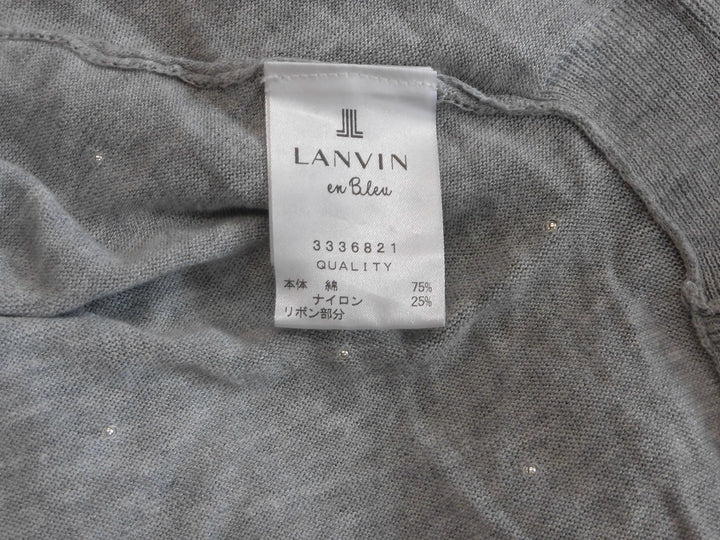 LANVIN
en Bleu
3336821
QUALITY
本体 綿 75%
ナイロン 25%
リボン部分